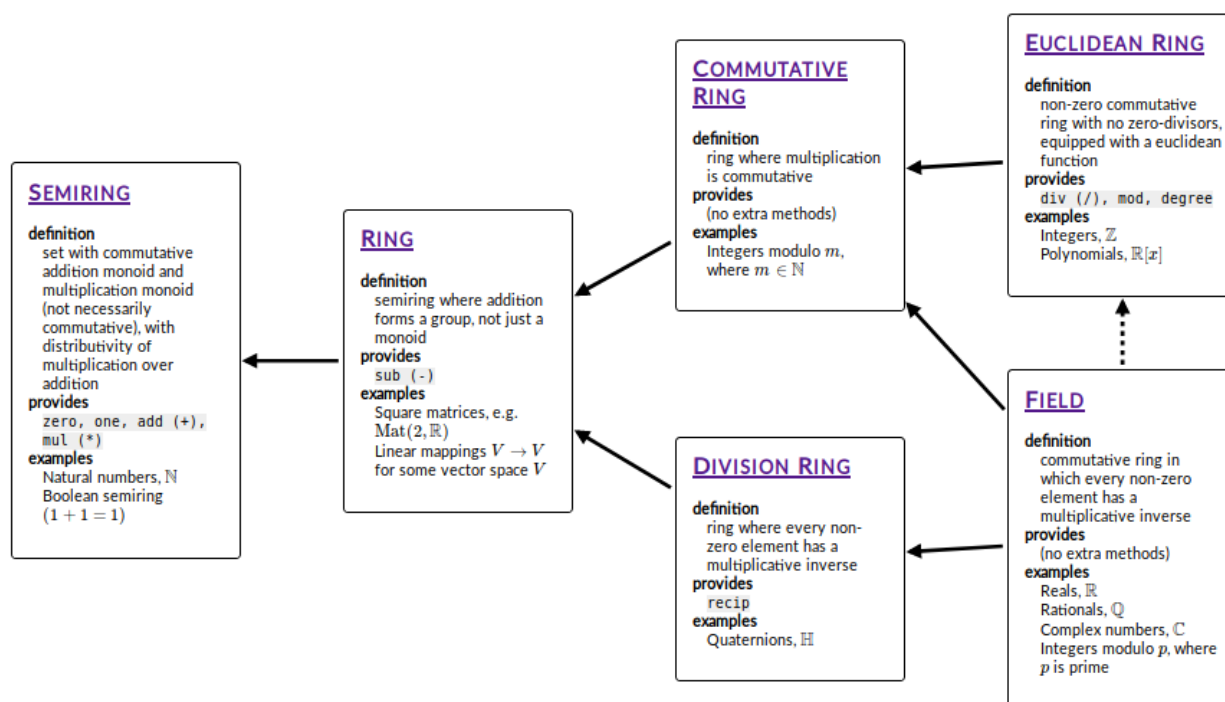 SEMIRING
definition
set with commutative
addition monoid and
multiplication monoid
(not necessarily
commutative), with
distributivity of
multiplication over
addition
provides
zero, one, add (+),
mul (*)
examples
Natural numbers, ℕ
Boolean semiring
(1 + 1 = 1)
RING
definition
semiring where addition
forms a group, not just a
monoid
provides
sub (-)
examples
Square matrices, e.g.
Mat(2, ℝ)
Linear mappings V → V
for some vector space V
COMMUTATIVE
RING
definition
ring where multiplication
is commutative
provides
(no extra methods)
examples
Integers modulo m,
where m ∈ ℕ
DIVISION RING
definition
ring where every non-
zero element has a
multiplicative inverse
provides
recip
examples
Quaternions, ℍ
EUCLIDEAN RING
definition
non-zero commutative
ring with no zero-divisors,
equipped with a euclidean
function
provides
div (/), mod, degree
examples
Integers, ℤ
Polynomials, ℝ[x]
FIELD
definition
commutative ring in
which every non-zero
element has a
multiplicative inverse
provides
(no extra methods)
examples
Reals, ℝ
Rationals, ℚ
Complex numbers, ℂ
Integers modulo p, where
p is prime